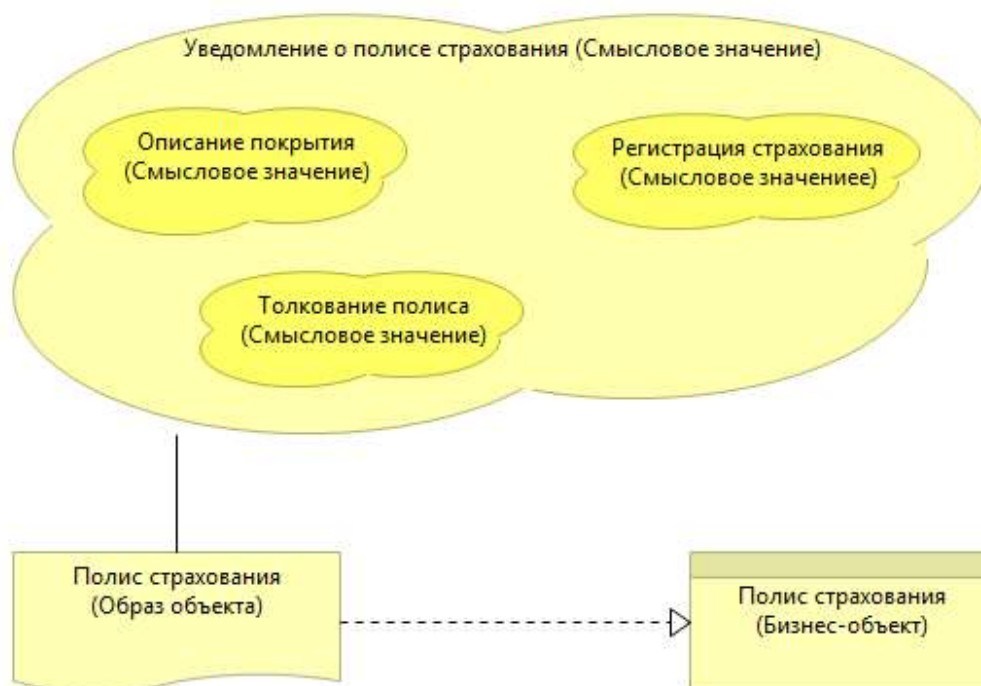 Уведомление о полисе страхования (Смысловое значение)
Описание покрытия
(Смысловое значение)
Регистрация страхования
(Смысловое значениее)
Толкование полиса
(Смысловое значение)
Полис страхования
(Образ объекта)
Полис страхования
(Бизнес-объект)